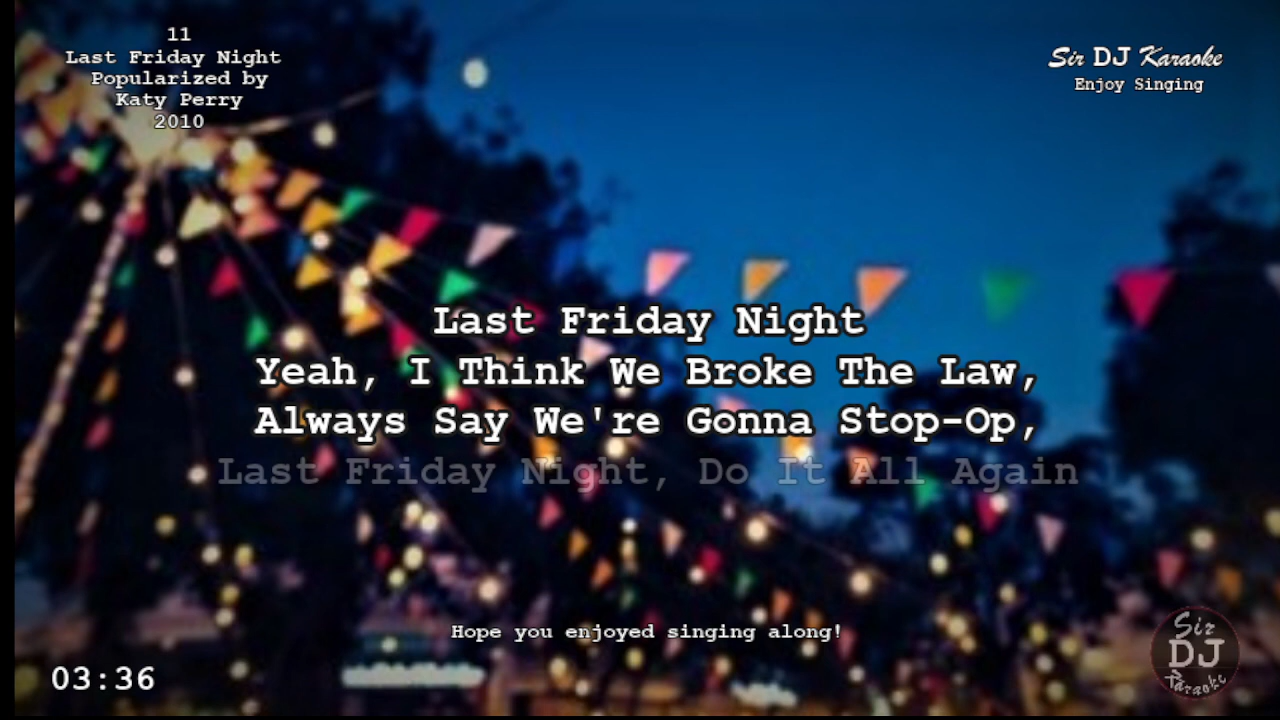 11
Last Friday Night
Popularized by
Katy Perry
2010
Sir DJ Karaoke
Enjoy Singing
Last Friday Night
Yeah, I Think We Broke The Law,
Always Say We're Gonna Stop-Op,
Last Friday Night, Do It All Again
Hope you enjoyed singing along!
03:36
Sir
DJ
Karaoke